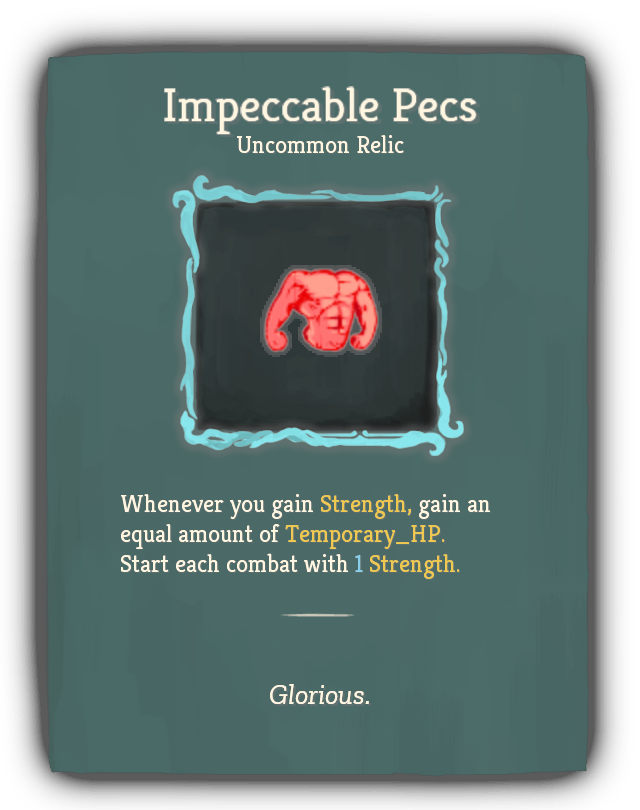 Impeccable Pecs
Uncommon Relic
Whenever you gain Strength, gain an
equal amount of Temporary_HP.
Start each combat with 1 Strength.
Glorious.